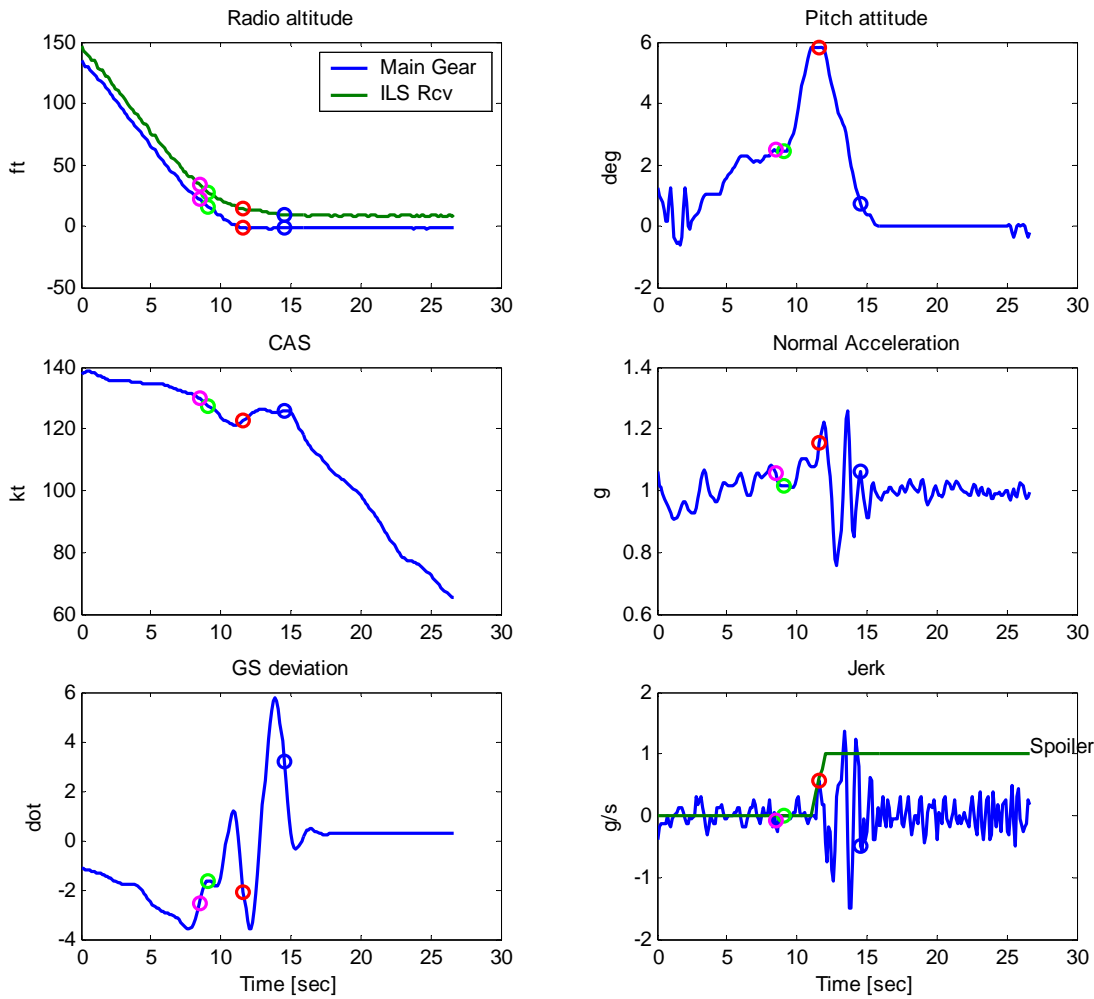 Radio altitude
150
100
50
0
-50
ft
Main Gear
ILS Rcv
0 5 10 15 20 25 30
Pitch attitude
6
4
2
0
-2
deg
0 5 10 15 20 25 30
CAS
140
120
100
80
60
kt
0 5 10 15 20 25 30
Normal Acceleration
1.4
1.2
1
0.8
0.6
g
0 5 10 15 20 25 30
GS deviation
6
4
2
0
-2
-4
dot
0 5 10 15 20 25 30
Time [sec]
Jerk
2
1
0
-1
-2
g/s
Spoiler
0 5 10 15 20 25 30
Time [sec]